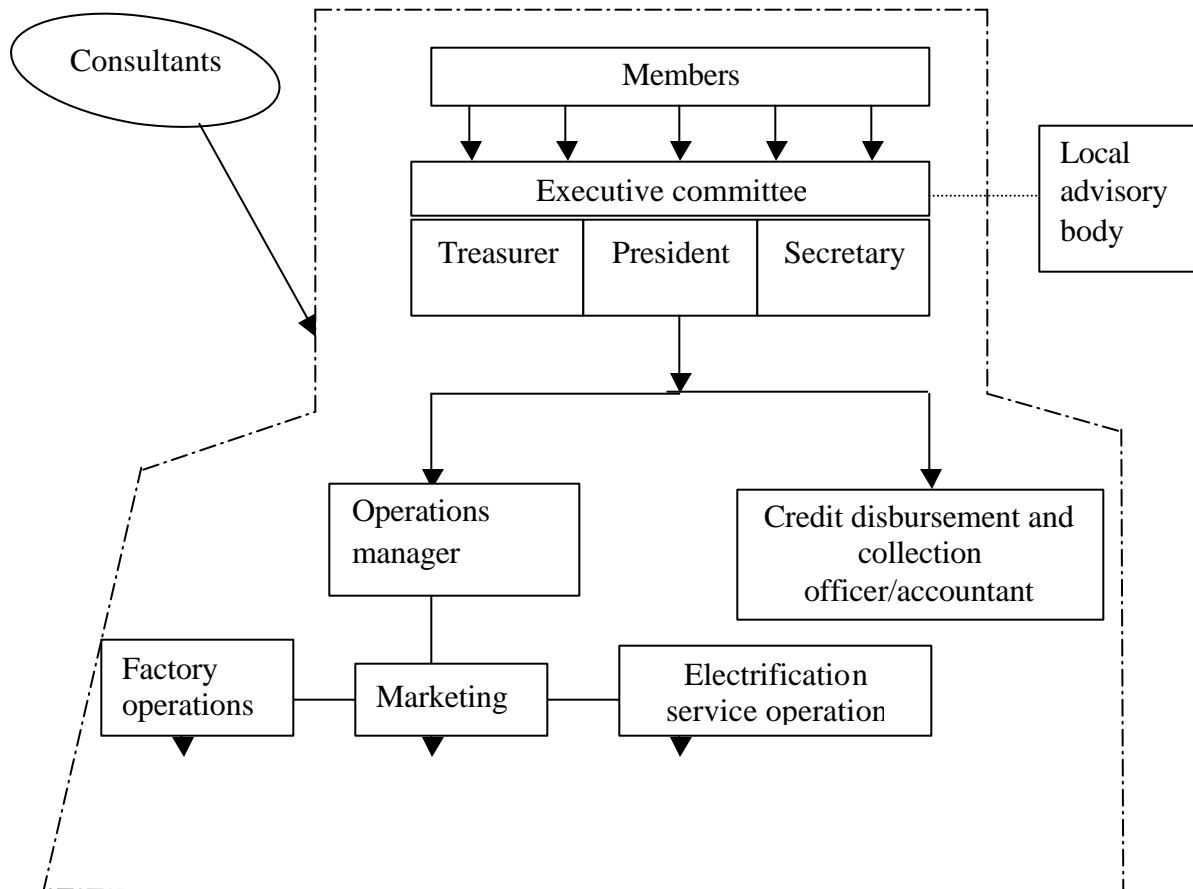 Consultants
Members
Executive committee
Local
advisory
body
Treasurer
President
Secretary
Operations
manager
Credit disbursement and
collection
officer/accountant
Factory
operations
Marketing
Electrification
service operation